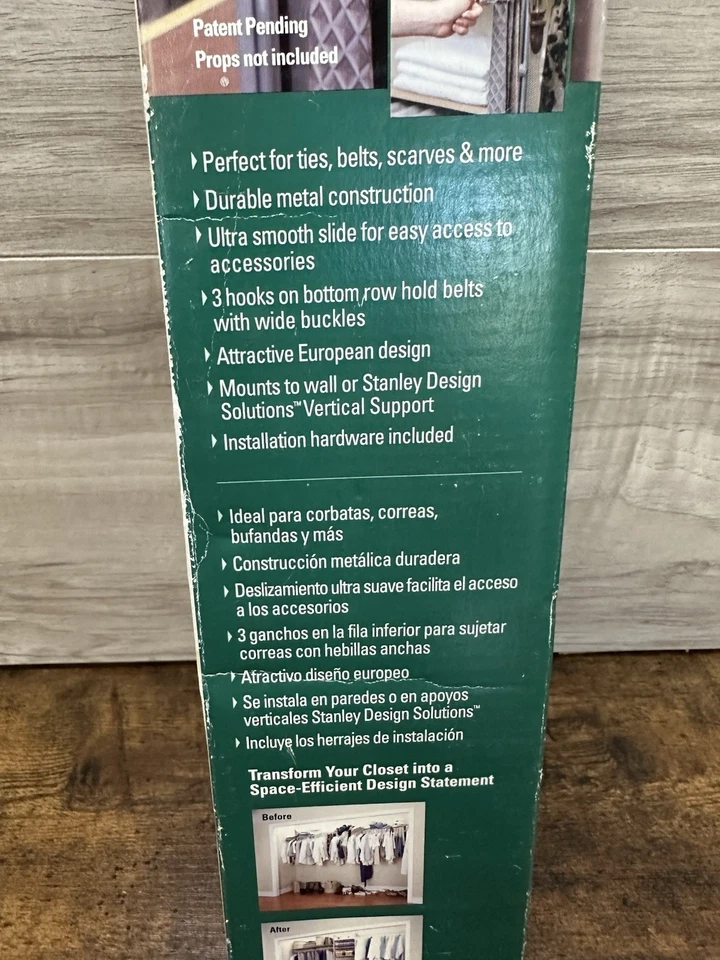 Patent Pending
Props not included
Perfect for ties, belts, scarves & more
Durable metal construction
Ultra smooth slide for easy access to
accessories
3 hooks on bottom row hold belts
with wide buckles
Attractive European design
Mounts to wall or Stanley Design
Solutions™ Vertical Support
Installation hardware included
Ideal para corbatas, correas,
bufandas y más
Construcción metálica duradera
Deslizamiento ultra suave facilita el acceso
a los accesorios
3 ganchos en la fila inferior para sujetar
correas con hebillas anchas
Atractivo diseño europeo
Se instala en paredes o en apoyos
verticales Stanley Design Solutions™
Incluye los herrajes de instalación
Transform Your Closet into a
Space-Efficient Design Statement
Before
After